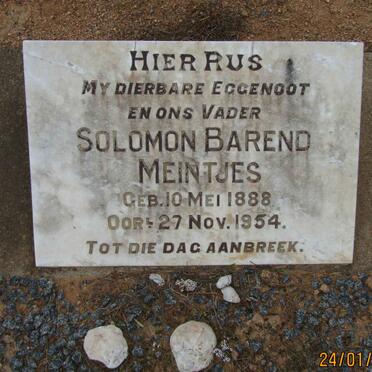 HIER RUS
MY DIERBARE EGGENOOT
EN ONS VADER
SOLOMON BAREND
MEINTJES
GEB. 10 MEI 1888
OORL. 27 NOV. 1954.
TOT DIE DAG AANBREEK.
24/01/